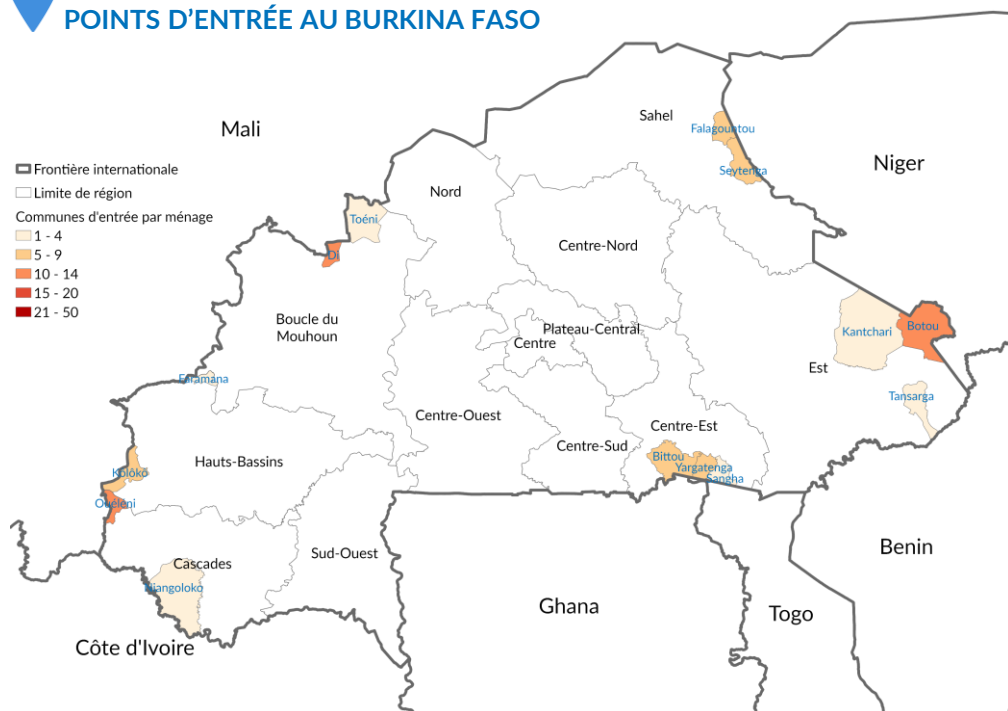 POINTS D'ENTRÉE AU BURKINA FASO
Mali
Sahel
Falagountou
Seytenga
Niger
Frontière internationale
Limite de région
Communes d'entrée par ménage
1 - 4
5 - 9
10 - 14
15 - 20
21 - 50
Nord
Toéni
Di
Centre-Nord
Boucle du
Mouhoun
Plateau-Central
Centre
Kantchari
Botou
Est
Faramana
Tansarga
Centre-Ouest
Centre-Est
Centre-Sud
Hauts-Bassins
Bittou
Yargatenga
Sangha
Koloko
Ouéléni
Sud-Ouest
Cascades
Niangoloko
Benin
Ghana
Togo
Côte d'Ivoire